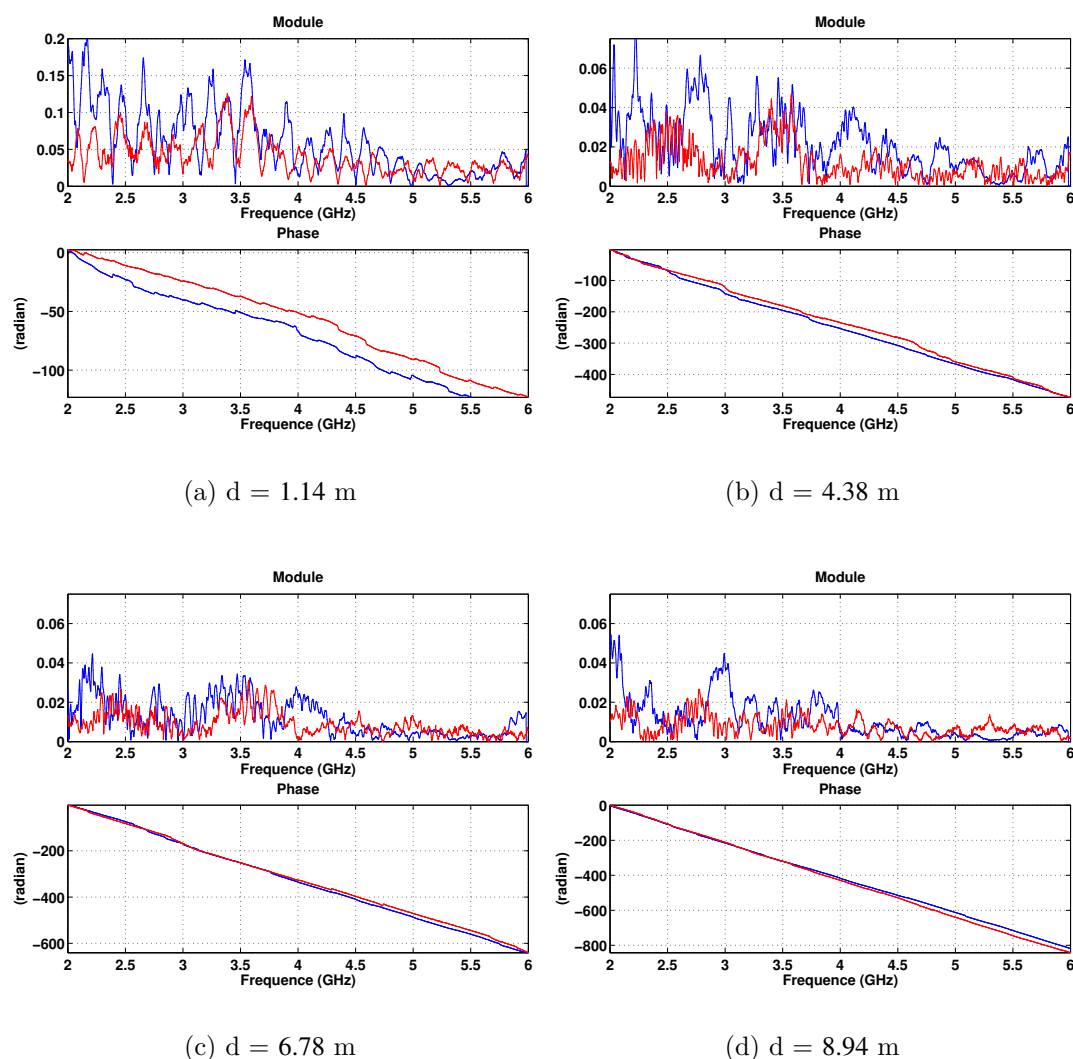 Module
0.2
0.15
0.1
0.05
0
2 2.5 3 3.5 4 4.5 5 5.5 6
Frequence (GHz)
Phase
0
−50
−100
(radian)
2 2.5 3 3.5 4 4.5 5 5.5 6
Frequence (GHz)
(a) d = 1.14 m
Module
0.06
0.04
0.02
0
2 2.5 3 3.5 4 4.5 5 5.5 6
Frequence (GHz)
Phase
−100
−200
−300
−400
(radian)
2 2.5 3 3.5 4 4.5 5 5.5 6
Frequence (GHz)
(b) d = 4.38 m
Module
0.06
0.04
0.02
0
2 2.5 3 3.5 4 4.5 5 5.5 6
Frequence (GHz)
Phase
−200
−400
−600
(radian)
2 2.5 3 3.5 4 4.5 5 5.5 6
Frequence (GHz)
(c) d = 6.78 m
Module
0.06
0.04
0.02
0
2 2.5 3 3.5 4 4.5 5 5.5 6
Frequence (GHz)
Phase
0
−200
−400
−600
−800
(radian)
2 2.5 3 3.5 4 4.5 5 5.5 6
Frequence (GHz)
(d) d = 8.94 m